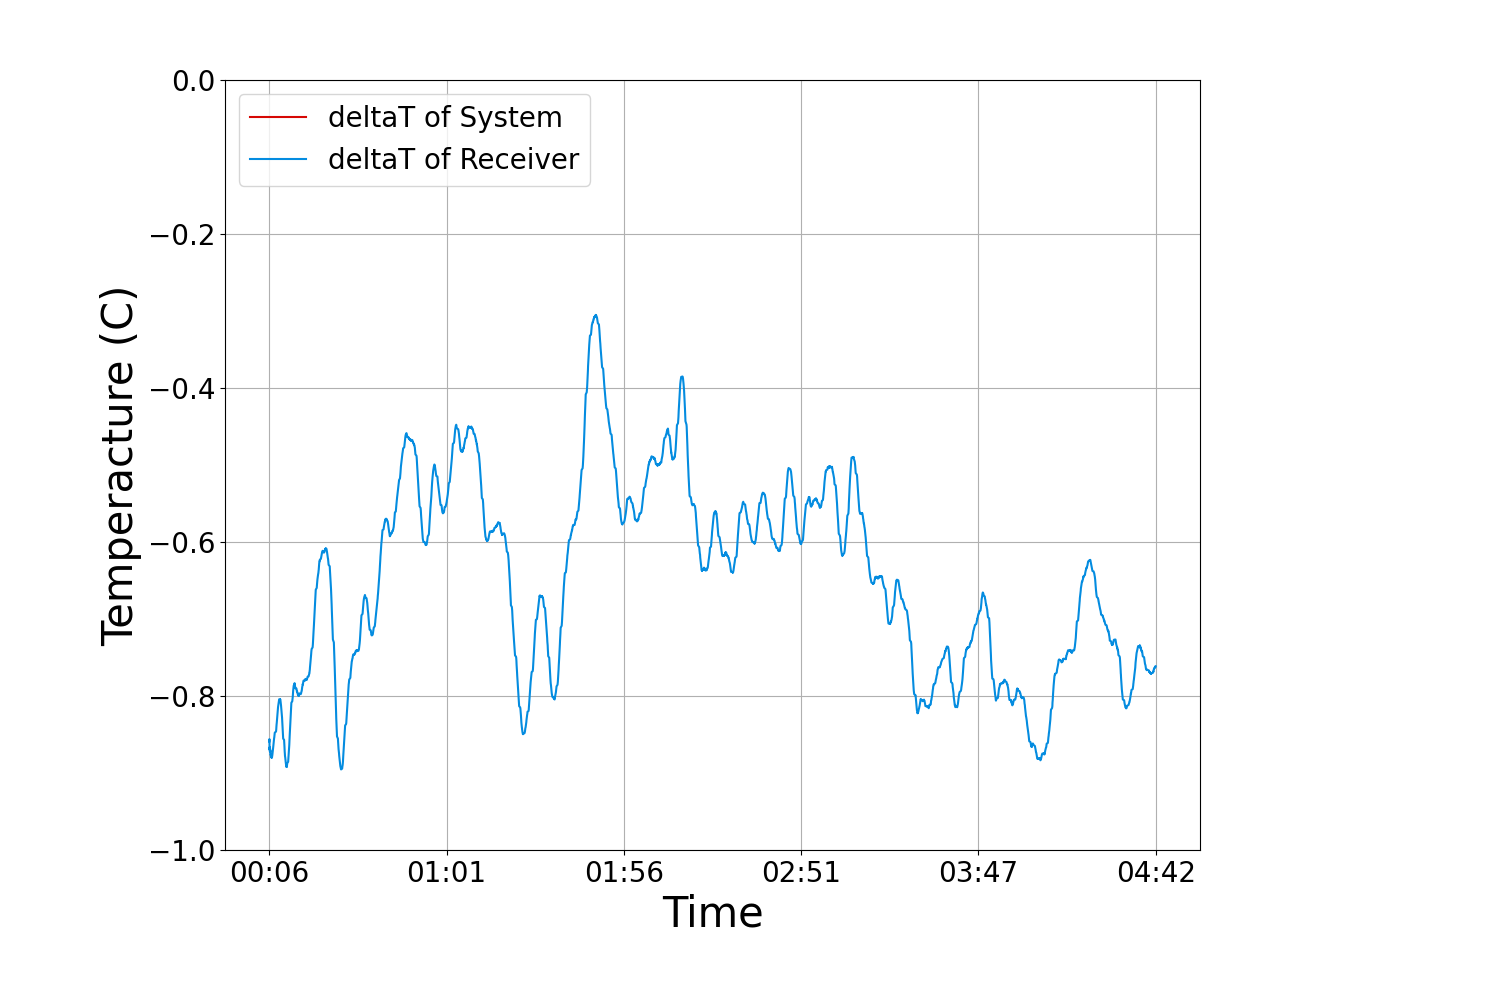 deltaT of System
deltaT of Receiver
0.0
−0.2
−0.4
−0.6
−0.8
−1.0
Temperacture (C)
00:06 01:01 01:56 02:51 03:47 04:42
Time